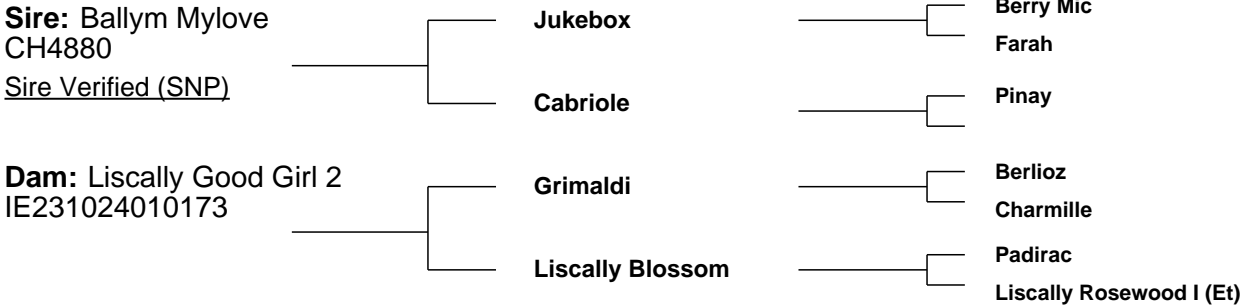 Sire: Ballym Mylove
CH4880
Sire Verified (SNP)
Jukebox
Berry Mic
Farah
Cabriole
Pinay
Dam: Liscally Good Girl 2
IE231024010173
Grimaldi
Berlioz
Charmille
Liscally Blossom
Padirac
Liscally Rosewood I (Et)